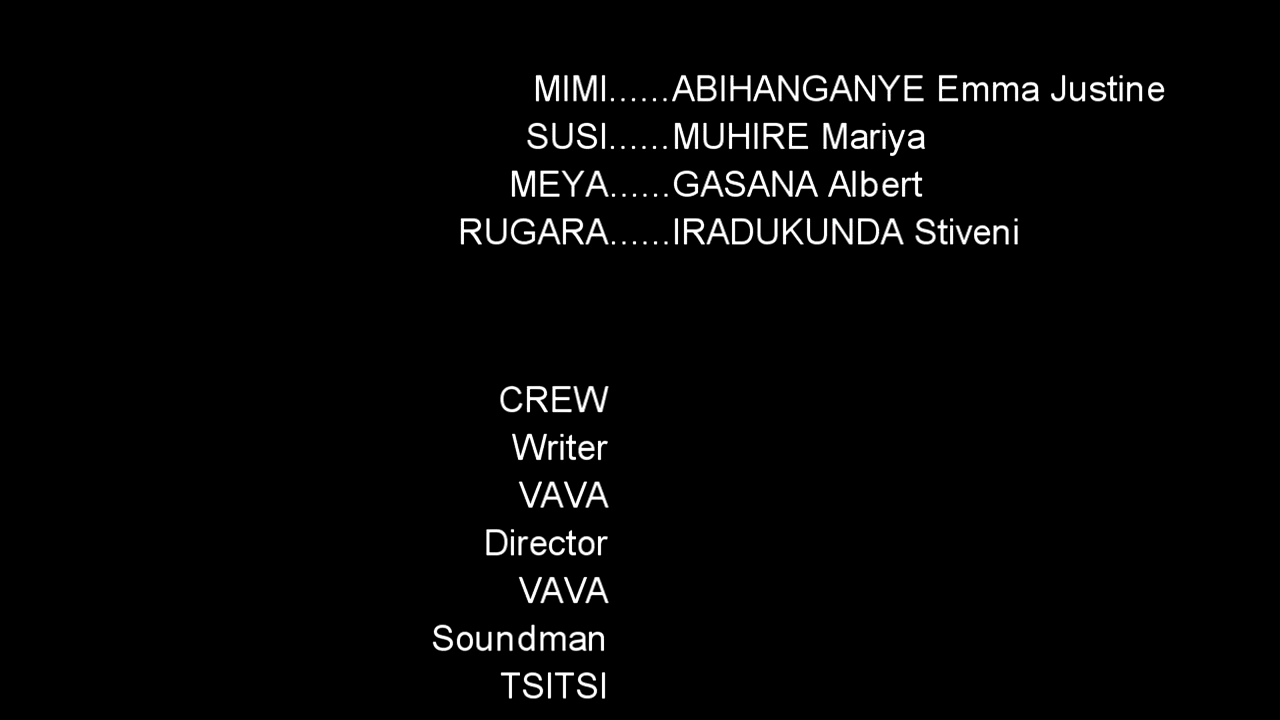 MIMI......ABIHANGANYE Emma Justine
SUSI......MUHIRE Mariya
MEYA......GASANA Albert
RUGARA......IRADUKUNDA Stiveni
CREW
Writer
VAVA
Director
VAVA
Soundman
TSITSI